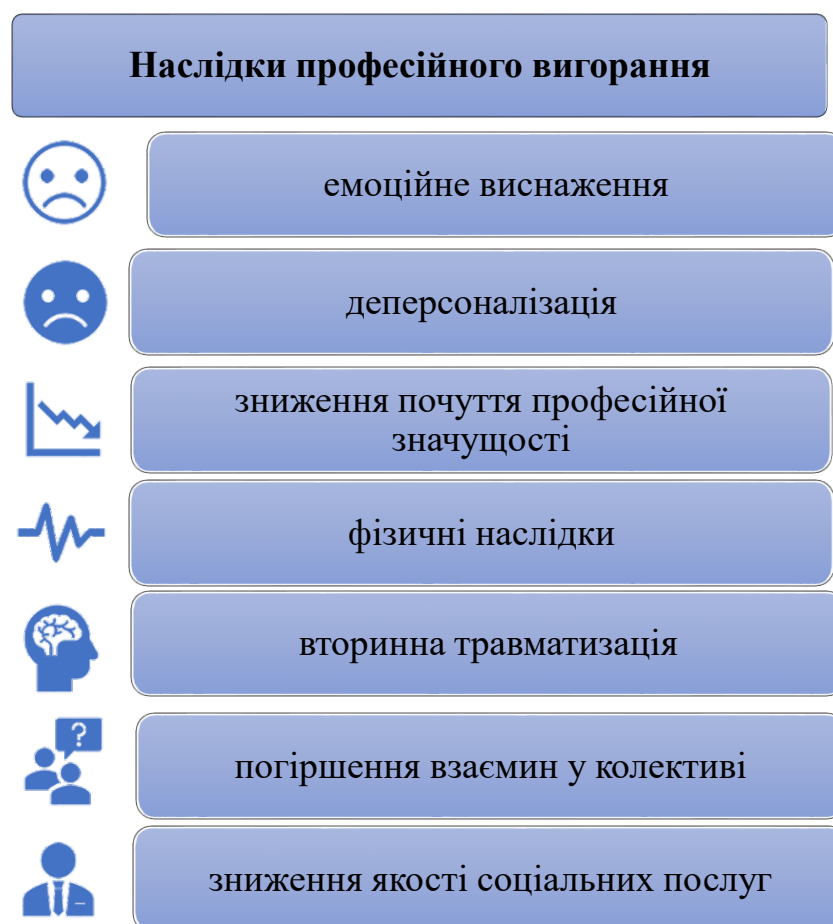 Наслідки професійного вигорання
емоційне виснаження
деперсоналізація
зниження почуття професійної
значущості
фізичні наслідки
вторинна травматизація
?
погіршення взаємин у колективі
зниження якості соціальних послуг